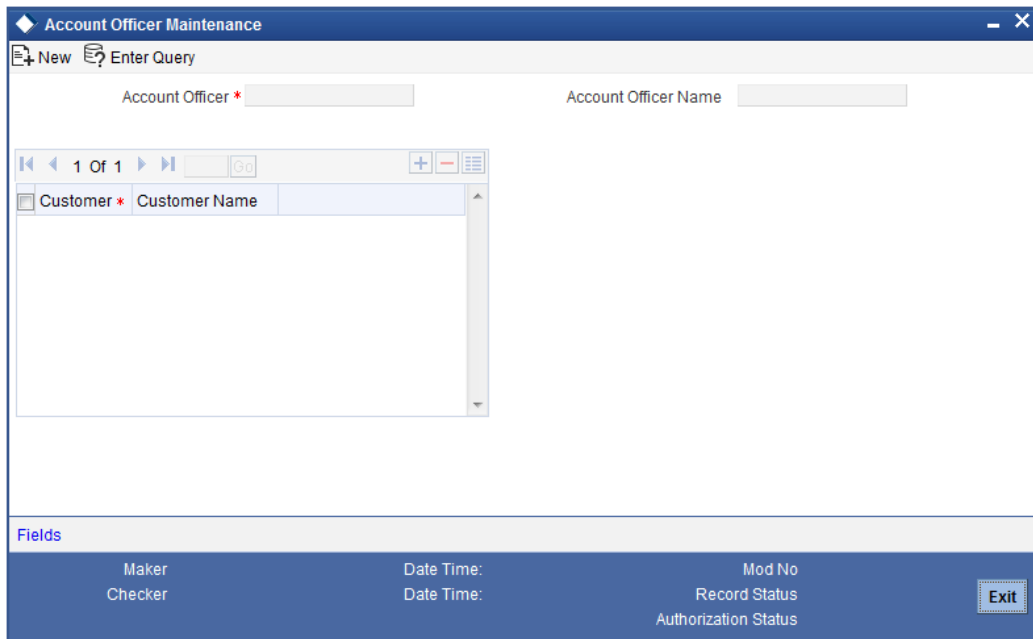 Account Officer Maintenance
New Enter Query
Account Officer * Account Officer Name
1 Of 1 Go
Customer * Customer Name
Fields
Maker Date Time: Mod No
Checker Date Time: Record Status
Authorization Status
Exit